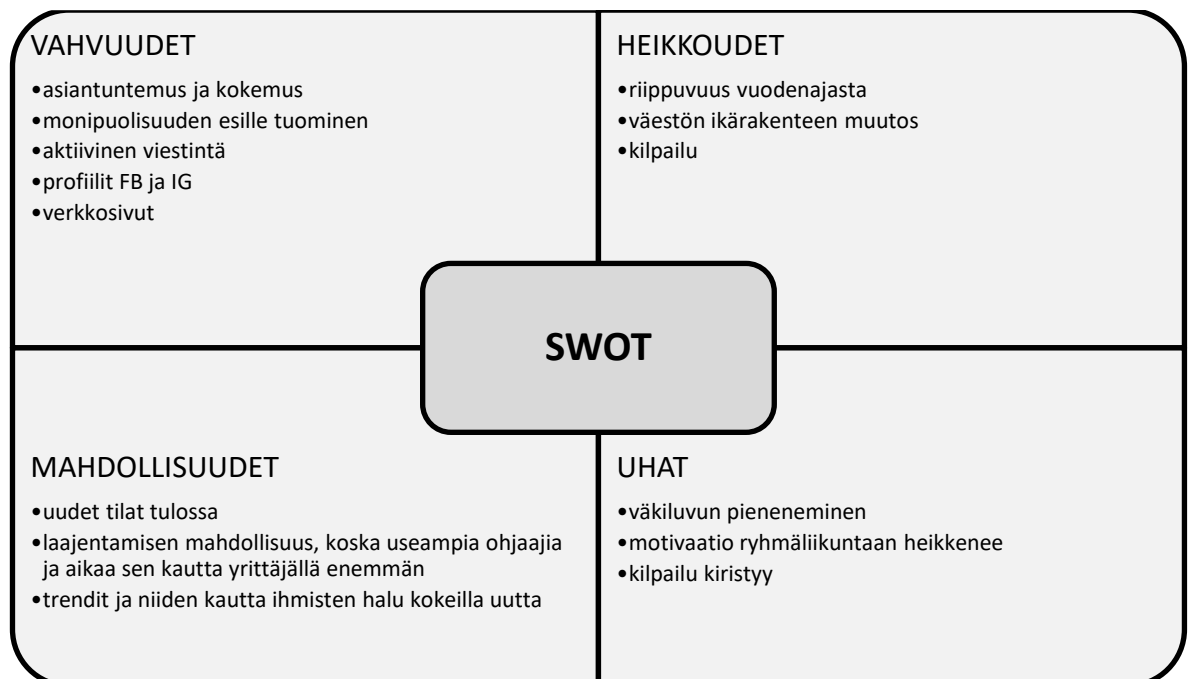 VAHVUUDET
•asiantuntemus ja kokemus
•monipuolisuuden esille tuominen
•aktiivinen viestintä
•profiilit FB ja IG
•verkkosivut
HEIKKOUDET
•riippuvuus vuodenajasta
•väestön ikärakenteen muutos
•kilpailu
SWOT
MAHDOLLISUUDET
•uudet tilat tulossa
•laajentamisen mahdollisuus, koska useampia ohjaajia
ja aikaa sen kautta yrittäjällä enemmän
•trendit ja niiden kautta ihmisten halu kokeilla uutta
UHAT
•väkiluvun pieneneminen
•motivaatio ryhmäliikuntaan heikkenee
•kilpailu kiristyy